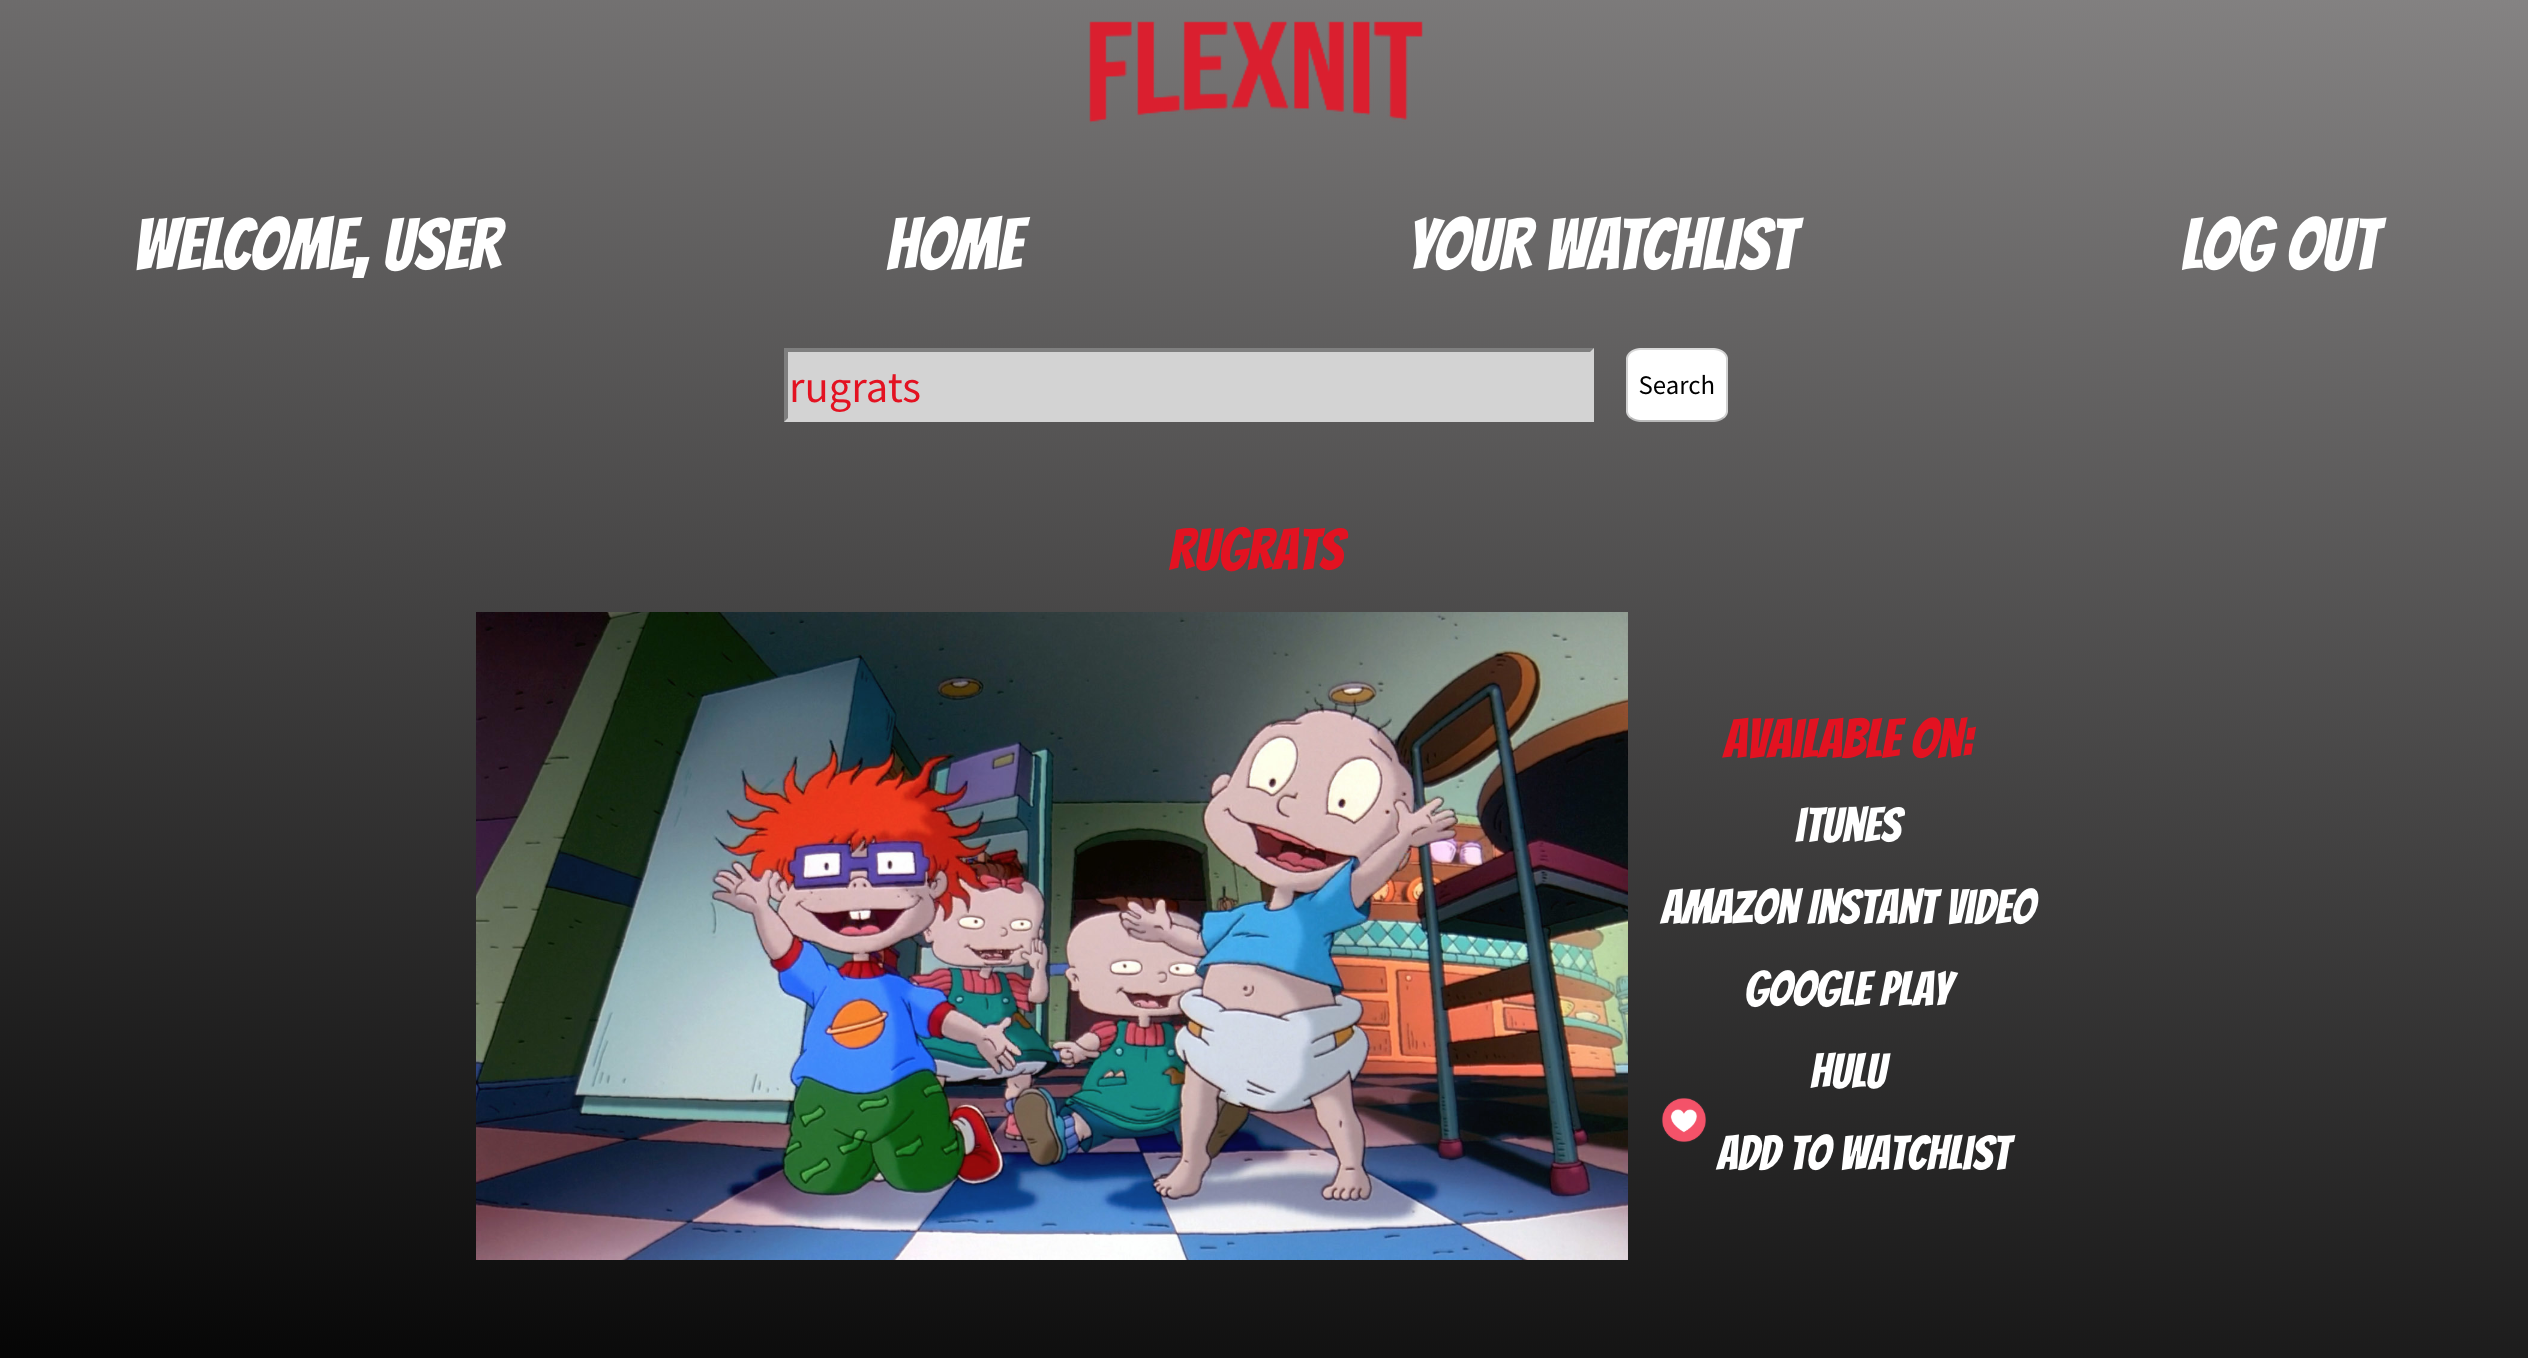 FLEXNIT
WELCOME, USER
HOME
YOUR WATCHLIST
LOG OUT
rugrats
Search
RUGRATS
AVAILABLE ON:
ITUNES
AMAZON INSTANT VIDEO
GOOGLE PLAY
HULU
ADD TO WATCHLIST